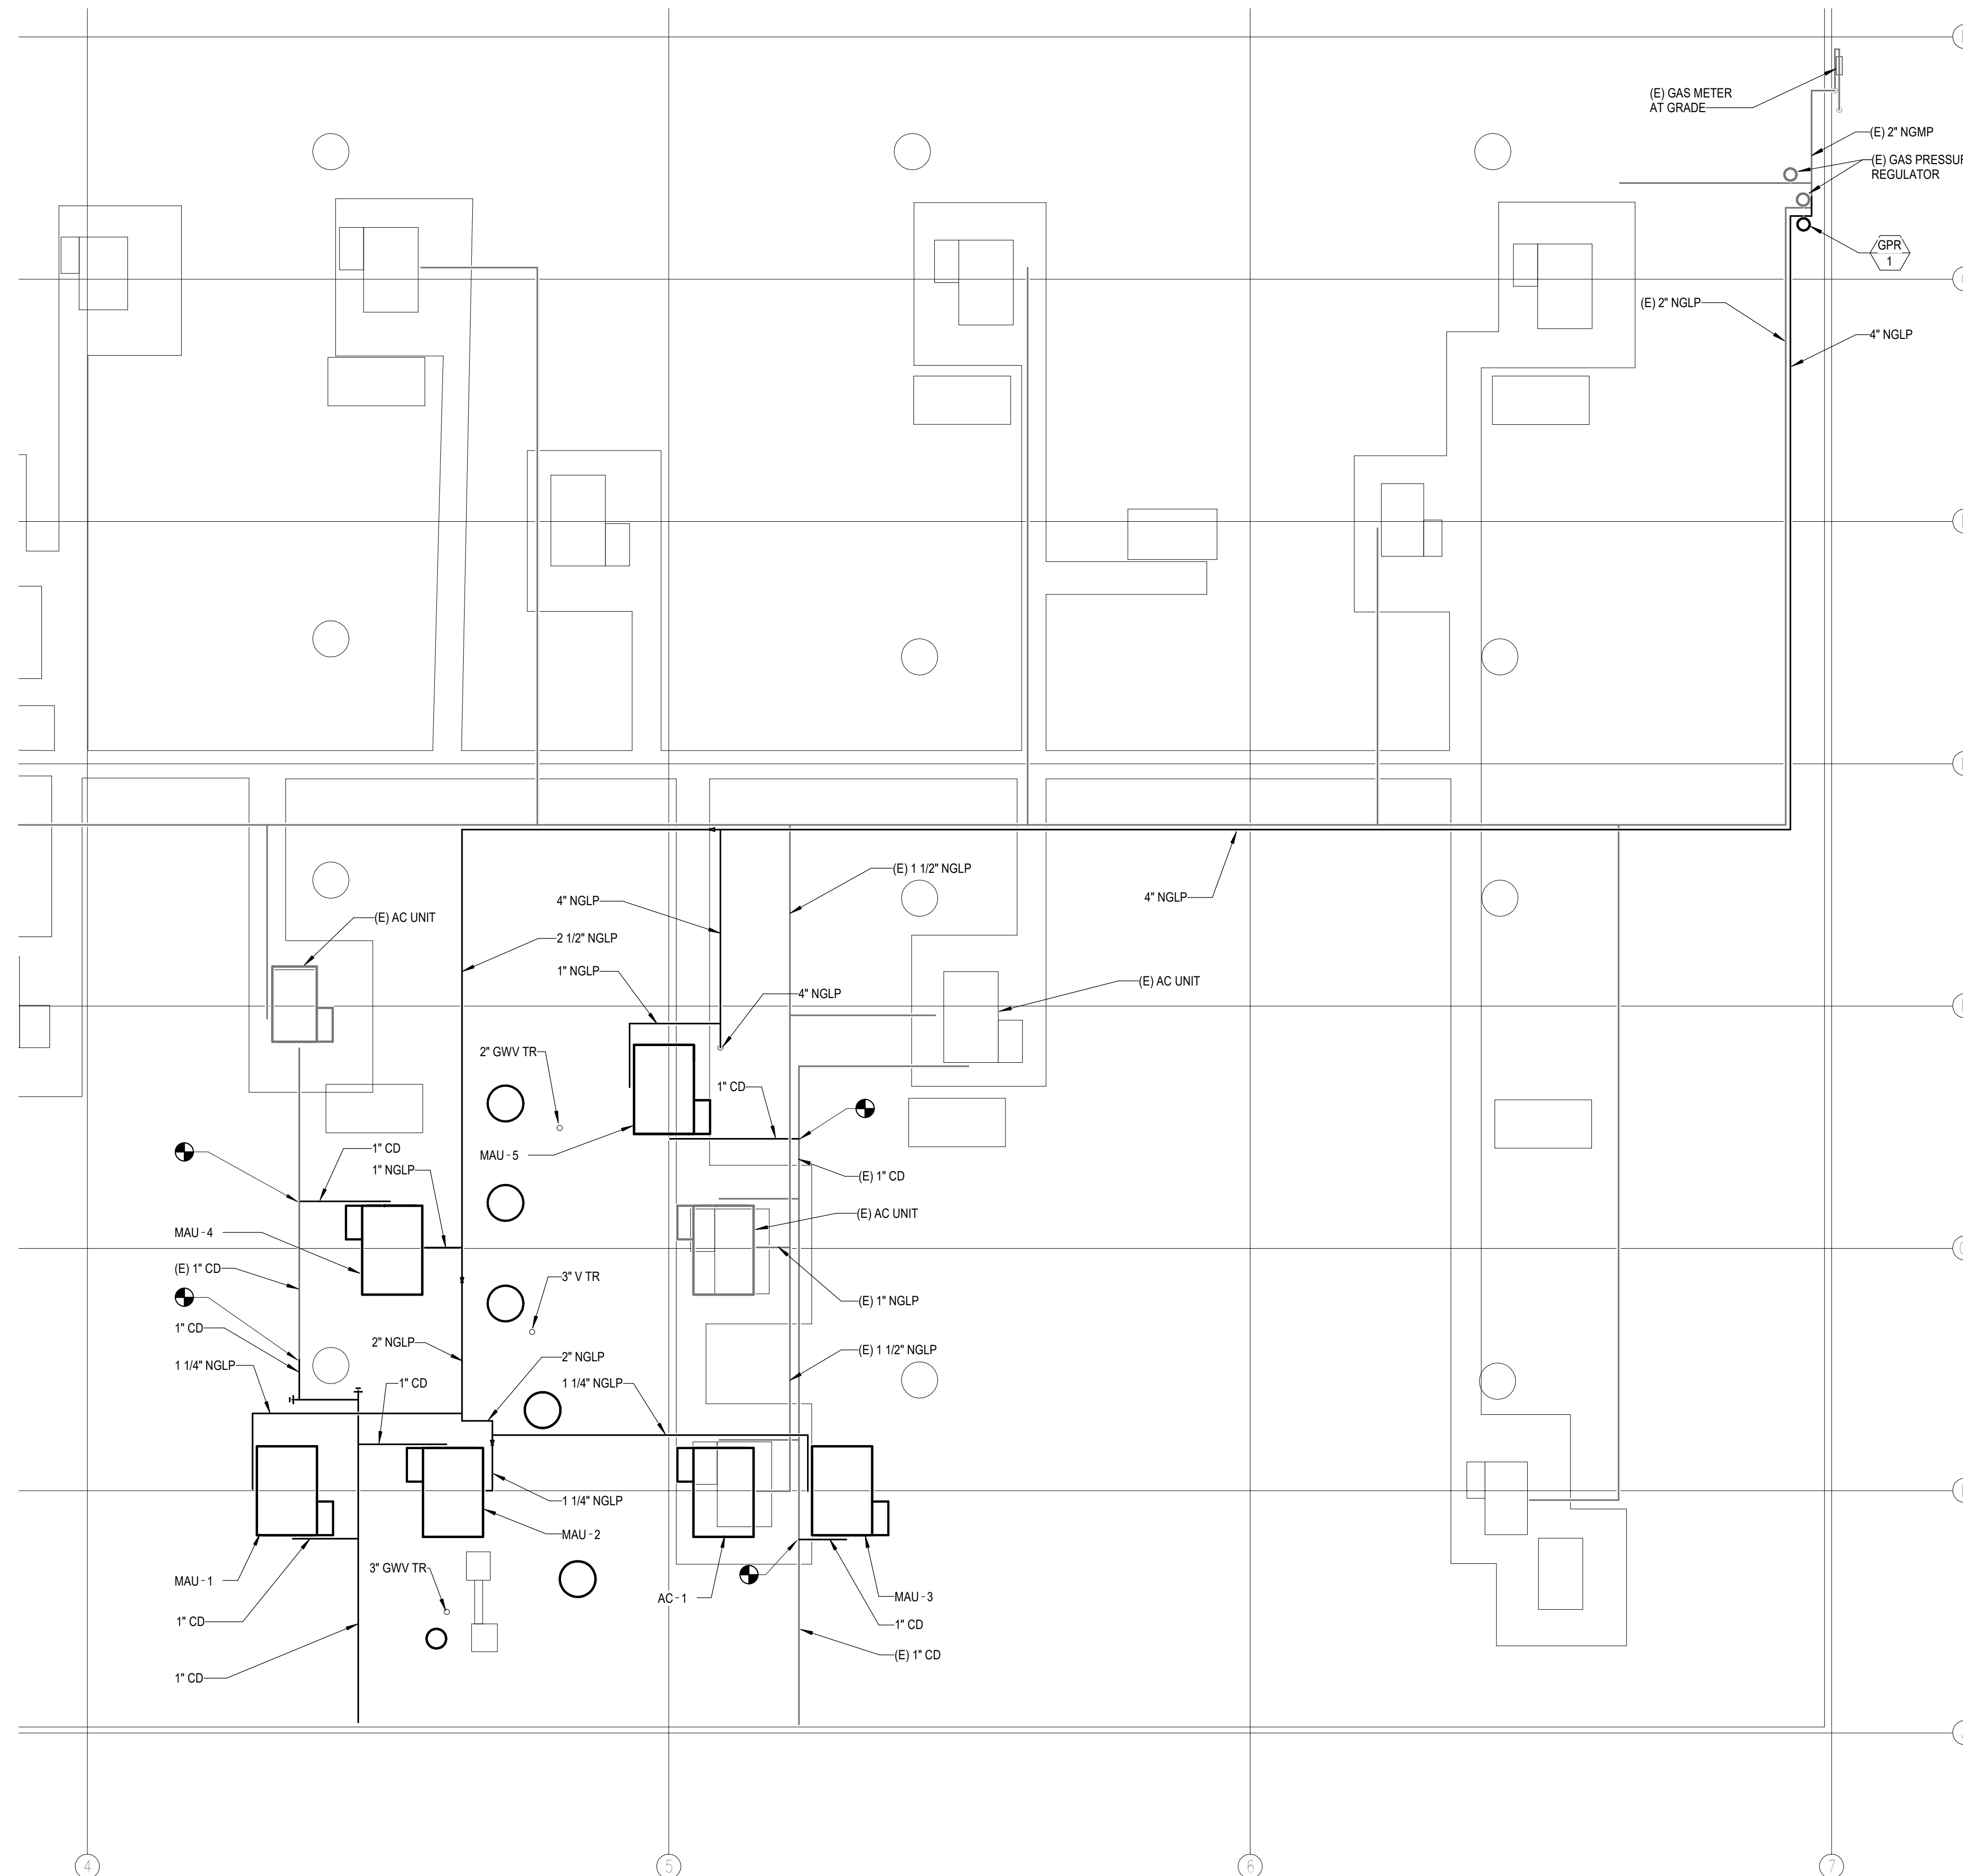 (E) GAS METER
AT GRADE
(E) 2" NGMP
(E) GAS
REGULATOR
GPR
1
(E) 2" NGLP
4" NGLP
(E) 1 1/2" NGLP
4" NGLP
4" NGLP
(E) AC UNIT
2 1/2" NGLP
1" NGLP
(E) AC UNIT
4" NGLP
2" GWV TR
1" CD
1" CD
MAU-5
1" NGLP
(E) 1" CD
(E) AC UNIT
MAU-4
(E) 1" CD
3" V TR
(E) 1" NGLP
1" CD
2" NGLP
(E) 1 1/2" NGLP
2" NGLP
1 1/4" NGLP
1" CD
1 1/4" NGLP
1 1/4" NGLP
MAU-2
3" GWV TR
MAU-1
AC-1
MAU-3
1" CD
1" CD
(E) 1" CD
1" CD
4
5
6
7